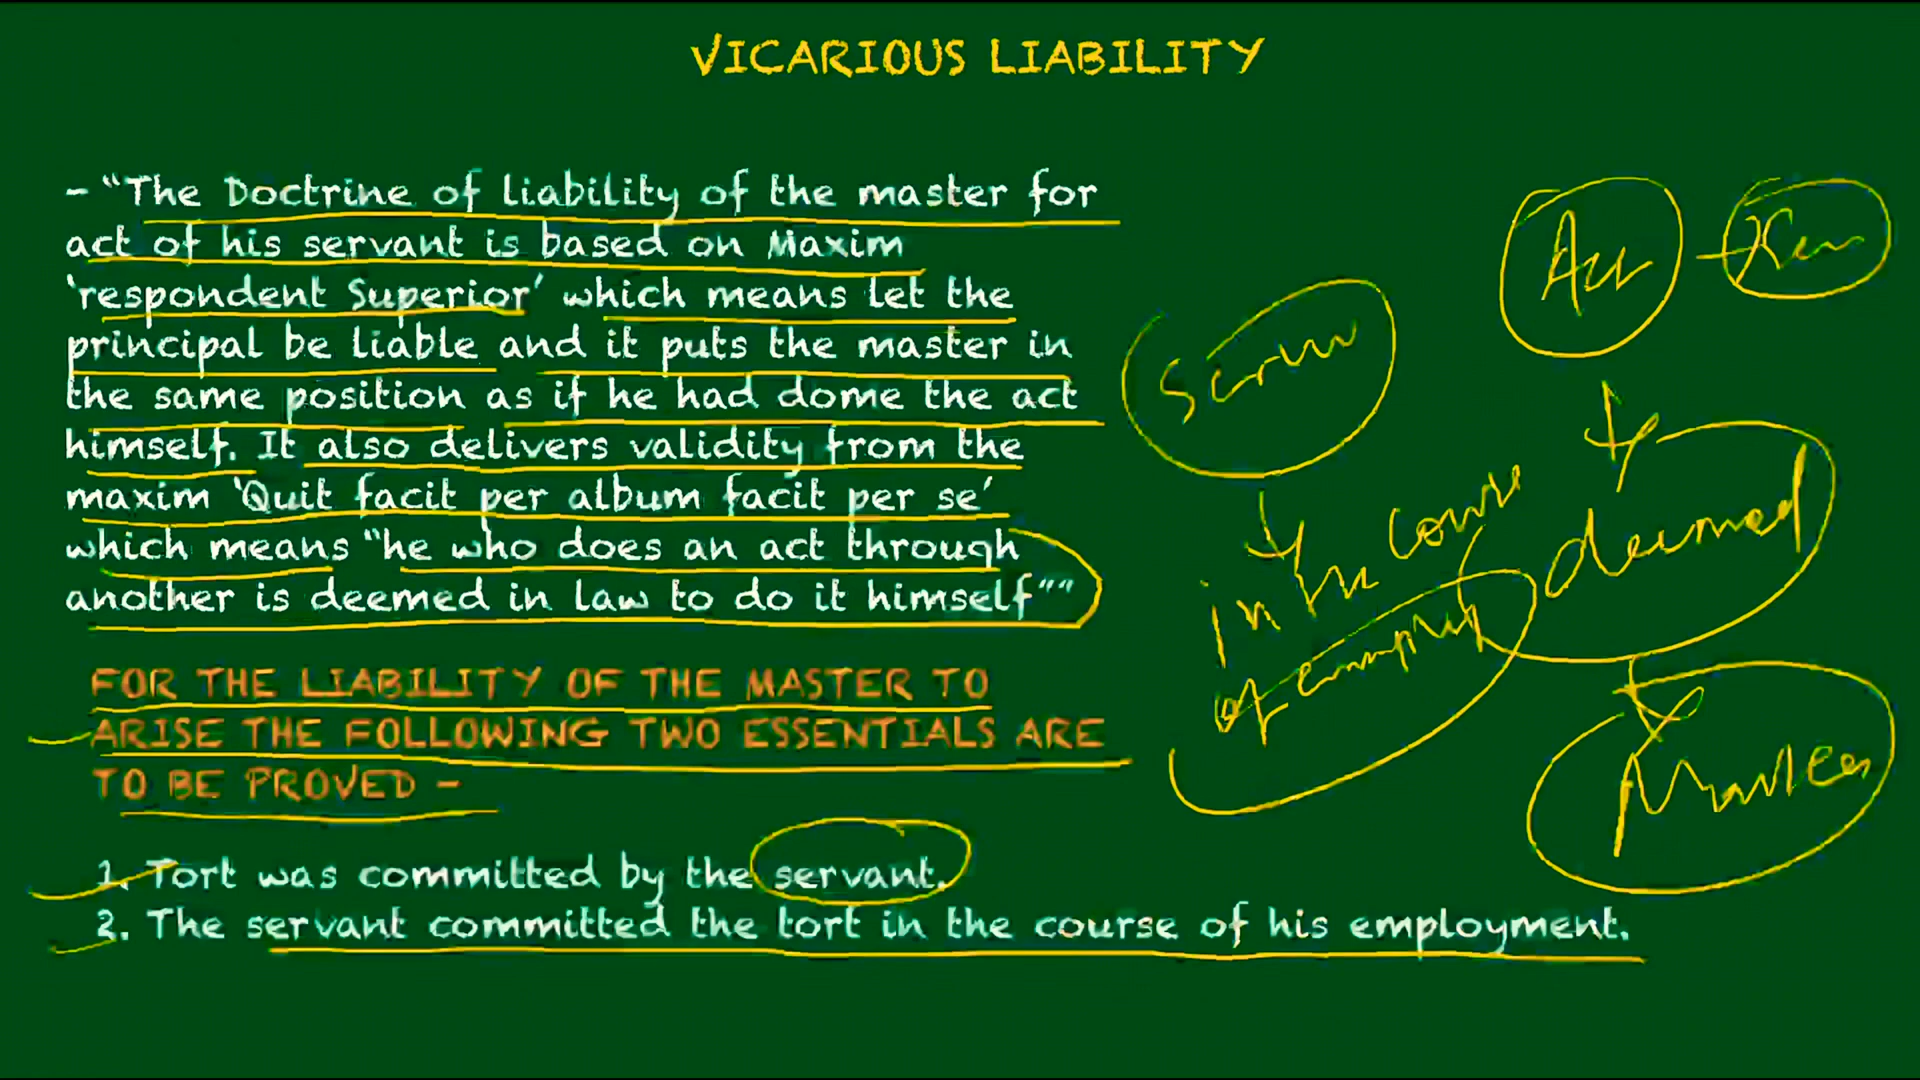 VICARIOUS LIABILITY
- "The Doctrine of liability of the master for
act of his servant is based on Maxim
'respondent Superior' which means let the
principal be liable and it puts the master in
the same position as if he had dome the act
himself. It also delivers validity from the
maxim 'Quit facit per album facit per se'
which means "he who does an act through
another is deemed in law to do it himself""
FOR THE LIABILITY OF THE MASTER TO
ARISE THE FOLLOWING TWO ESSENTIALS ARE
TO BE PROVED -
1. Tort was committed by the servant.
2. The servant committed the tort in the course of his employment.
Act
in the course
of
deemed
Master